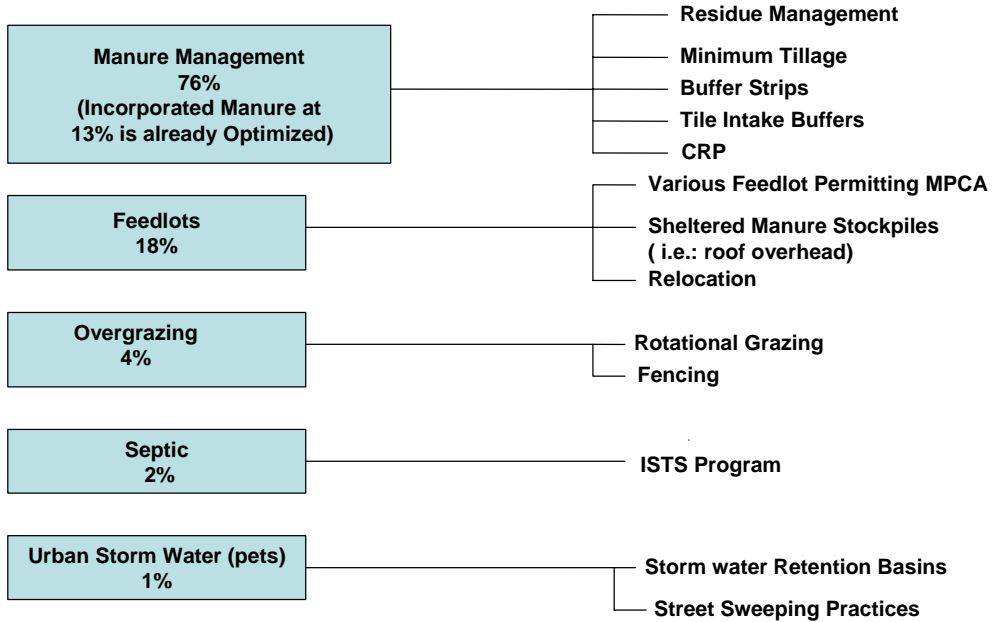 Manure Management
76%
(Incorporated Manure at
13% is already Optimized)
Residue Management
Minimum Tillage
Buffer Strips
Tile Intake Buffers
CRP
Feedlots
18%
Various Feedlot Permitting MPCA
Sheltered Manure Stockpiles
( i.e.: roof overhead)
Relocation
Overgrazing
4%
Rotational Grazing
Fencing
Septic
2%
ISTS Program
Urban Storm Water (pets)
1%
Storm water Retention Basins
Street Sweeping Practices